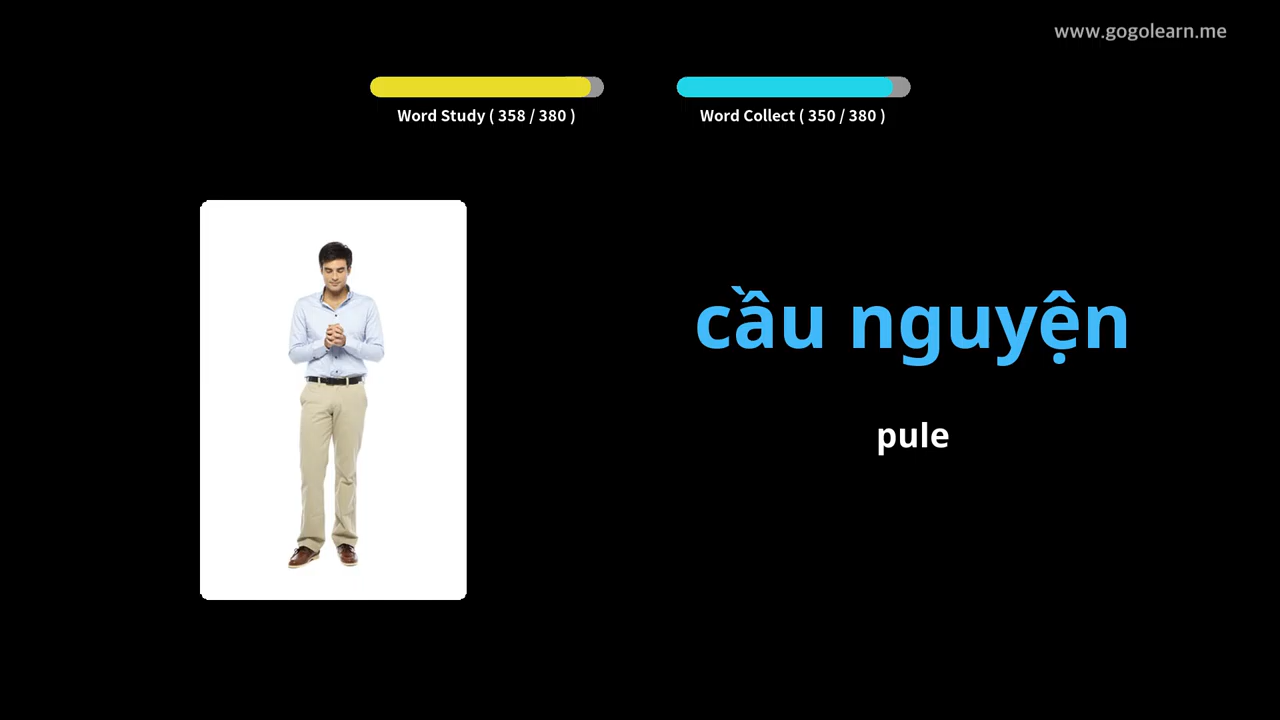 www.gogolearn.me
Word Study ( 358 / 380 )
Word Collect ( 350 / 380 )
cầu nguyện
pule